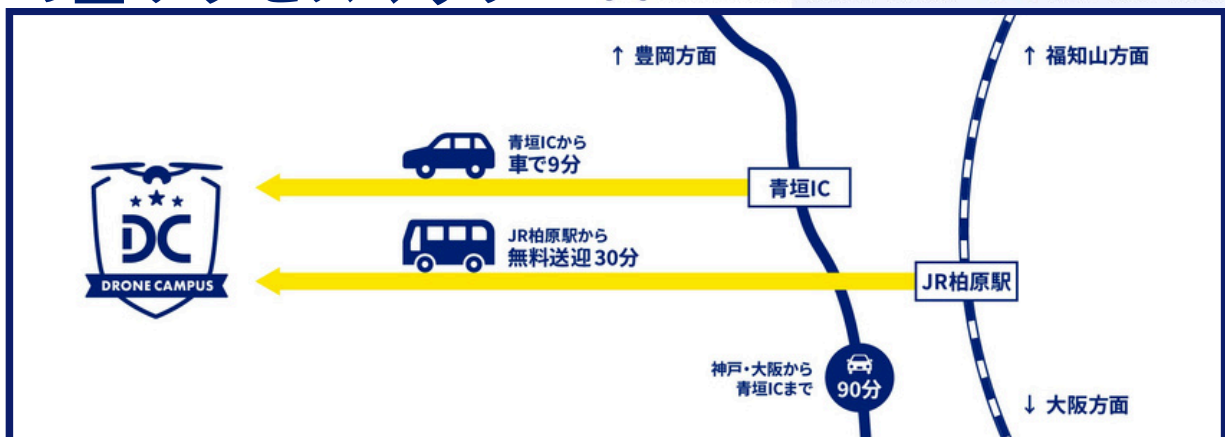 ↑ 豊岡方面
↑ 福知山方面
青垣ICから
車で9分
青垣IC
JR柏原駅から
無料送迎30分
JR柏原駅
DC
DRONE CAMPUS
神戸・大阪から
青垣ICまで
90分
↓ 大阪方面